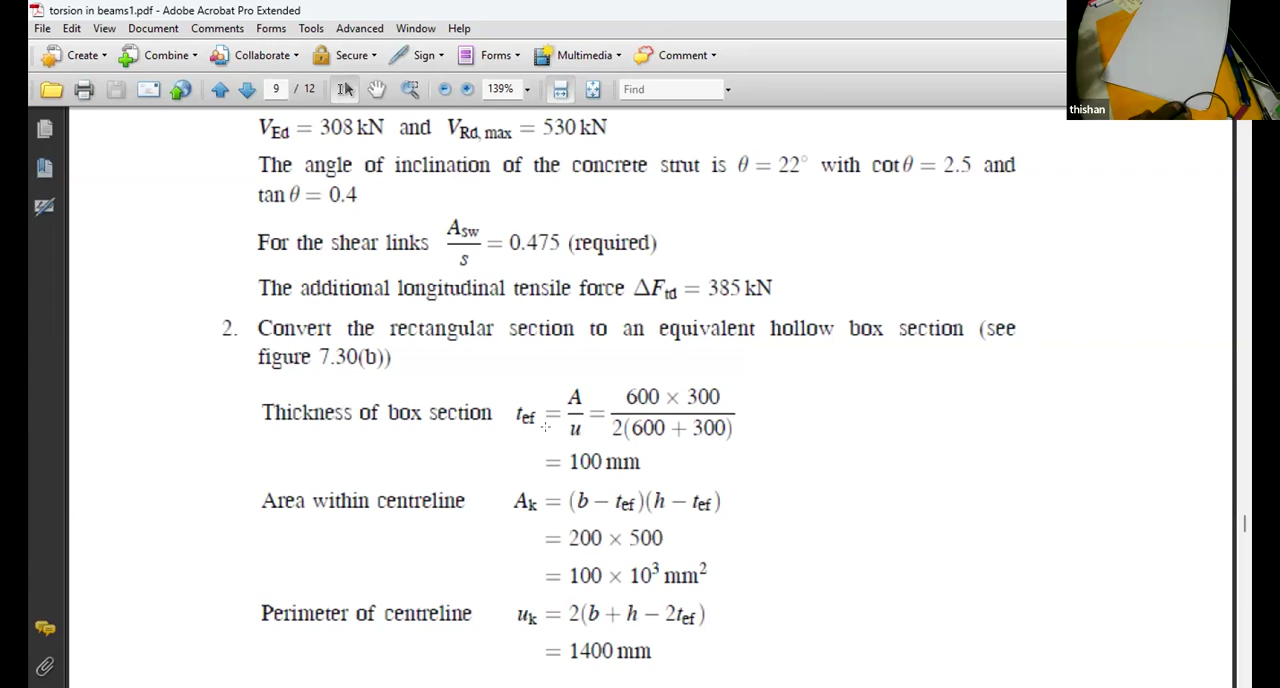 torsion in beams1.pdf - Adobe Acrobat Pro Extended
File Edit View Document Comments Forms Tools Advanced Window Help
Create Combine Collaborate Secure Sign Forms Multimedia Comment
9 / 12 139% Find
thishan
V_Ed = 308 kN and V_Rd, max = 530 kN
The angle of inclination of the concrete strut is θ = 22° with cot θ = 2.5 and
tan θ = 0.4
For the shear links A_sw/s = 0.475 (required)
The additional longitudinal tensile force ΔF_td = 385 kN
2. Convert the rectangular section to an equivalent hollow box section (see
figure 7.30(b))
Thickness of box section t_ef = A/u = 600 × 300/2(600 + 300)
= 100 mm
Area within centreline A_k = (b − t_ef)(h − t_ef)
= 200 × 500
= 100 × 10³ mm²
Perimeter of centreline u_k = 2(b + h − 2t_ef)
= 1400 mm